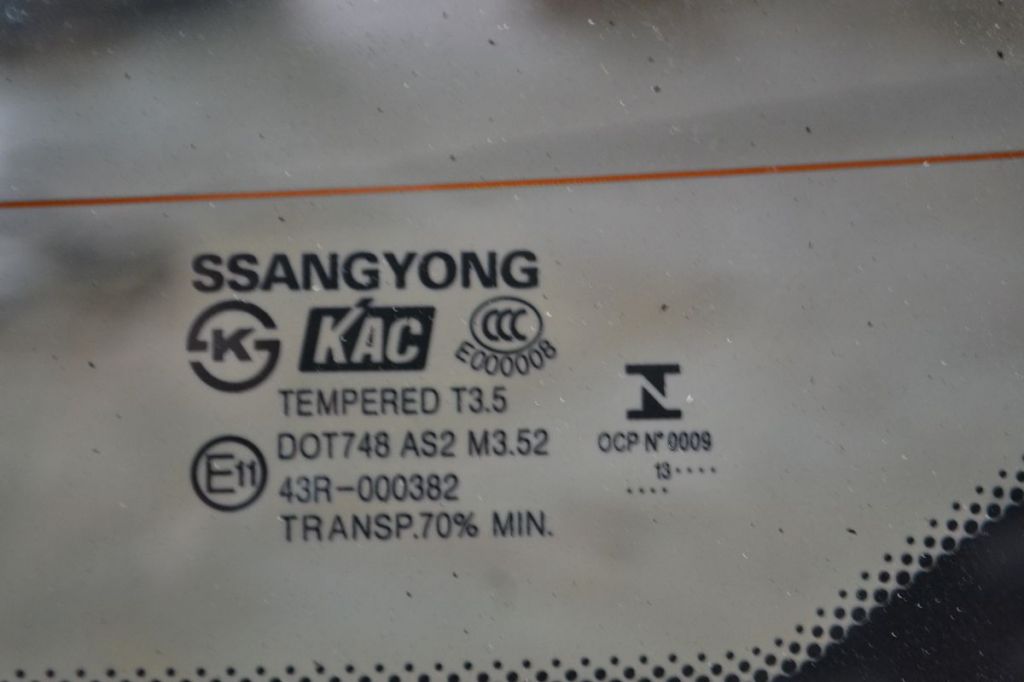 SSANGYONG
K
KAC
CCC
E000008
TEMPERED T3.5
DOT748 AS2 M3.52
E11
43R-000382
TRANSP.70% MIN.
N
OCP N° 0009
13····
····